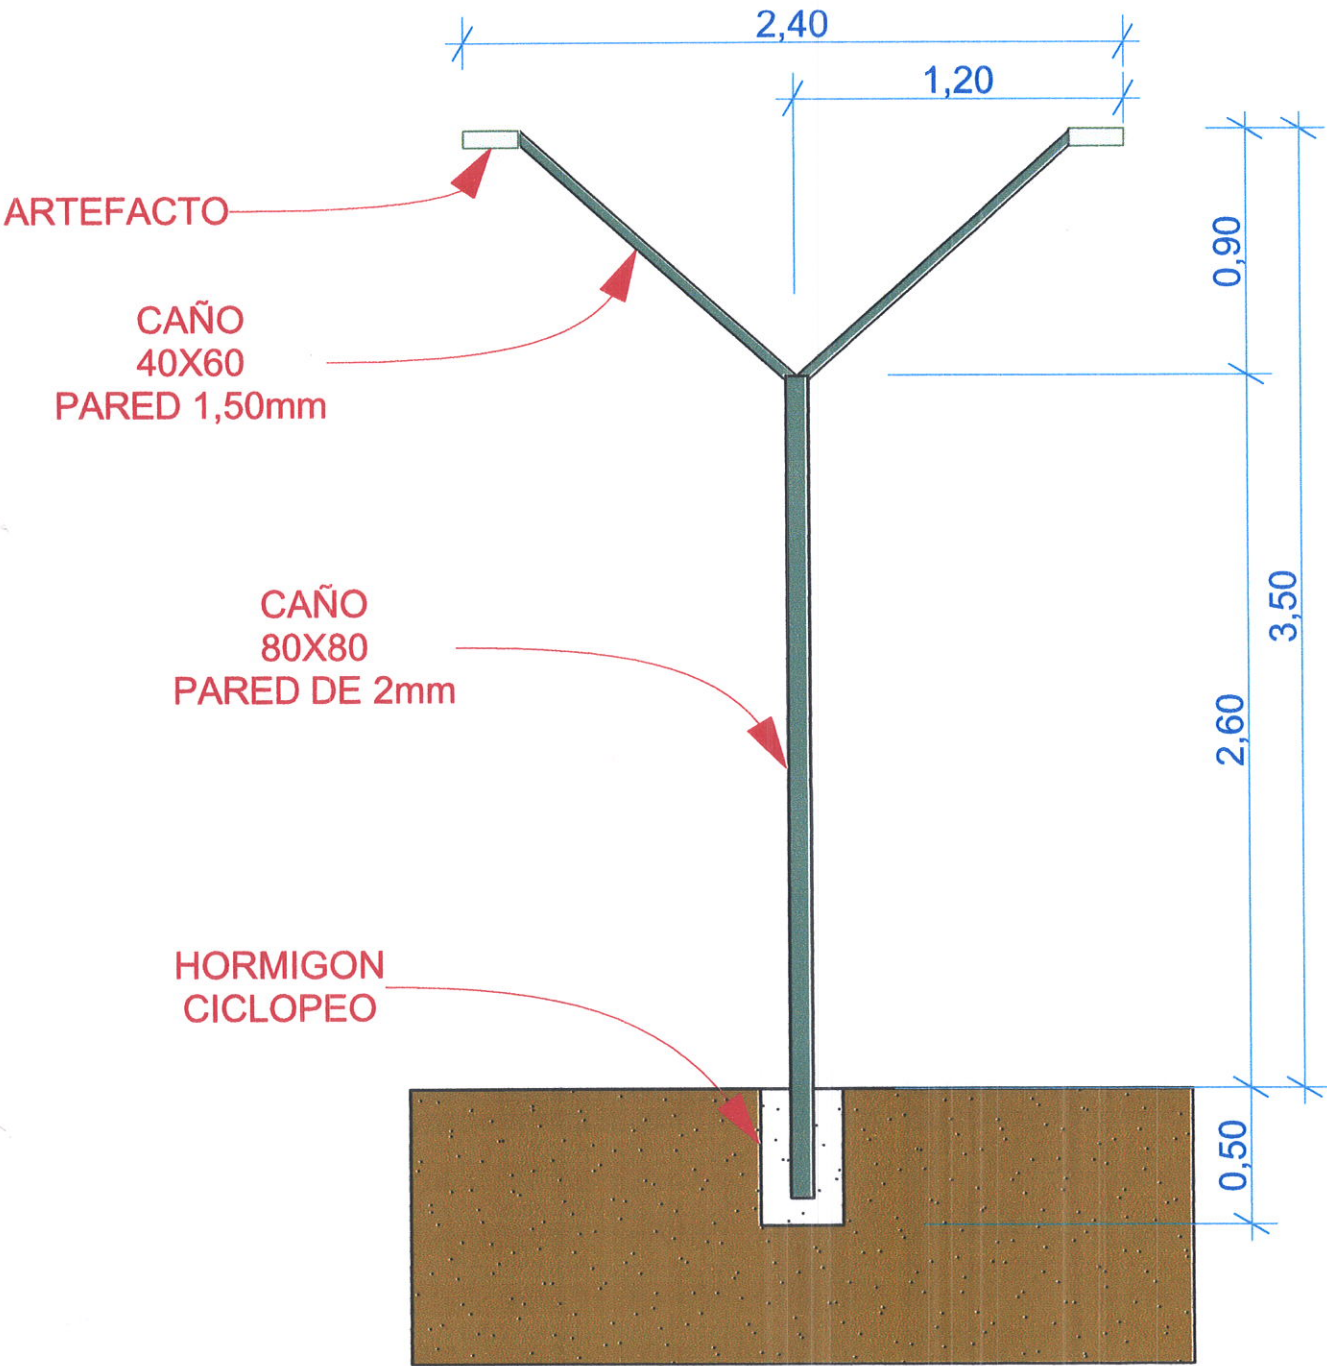 2,40
1,20
ARTEFACTO
0,90
CAÑO
40X60
PARED 1,50mm
CAÑO
80X80
PARED DE 2mm
3,50
2,60
HORMIGON
CICLOPEO
0,50